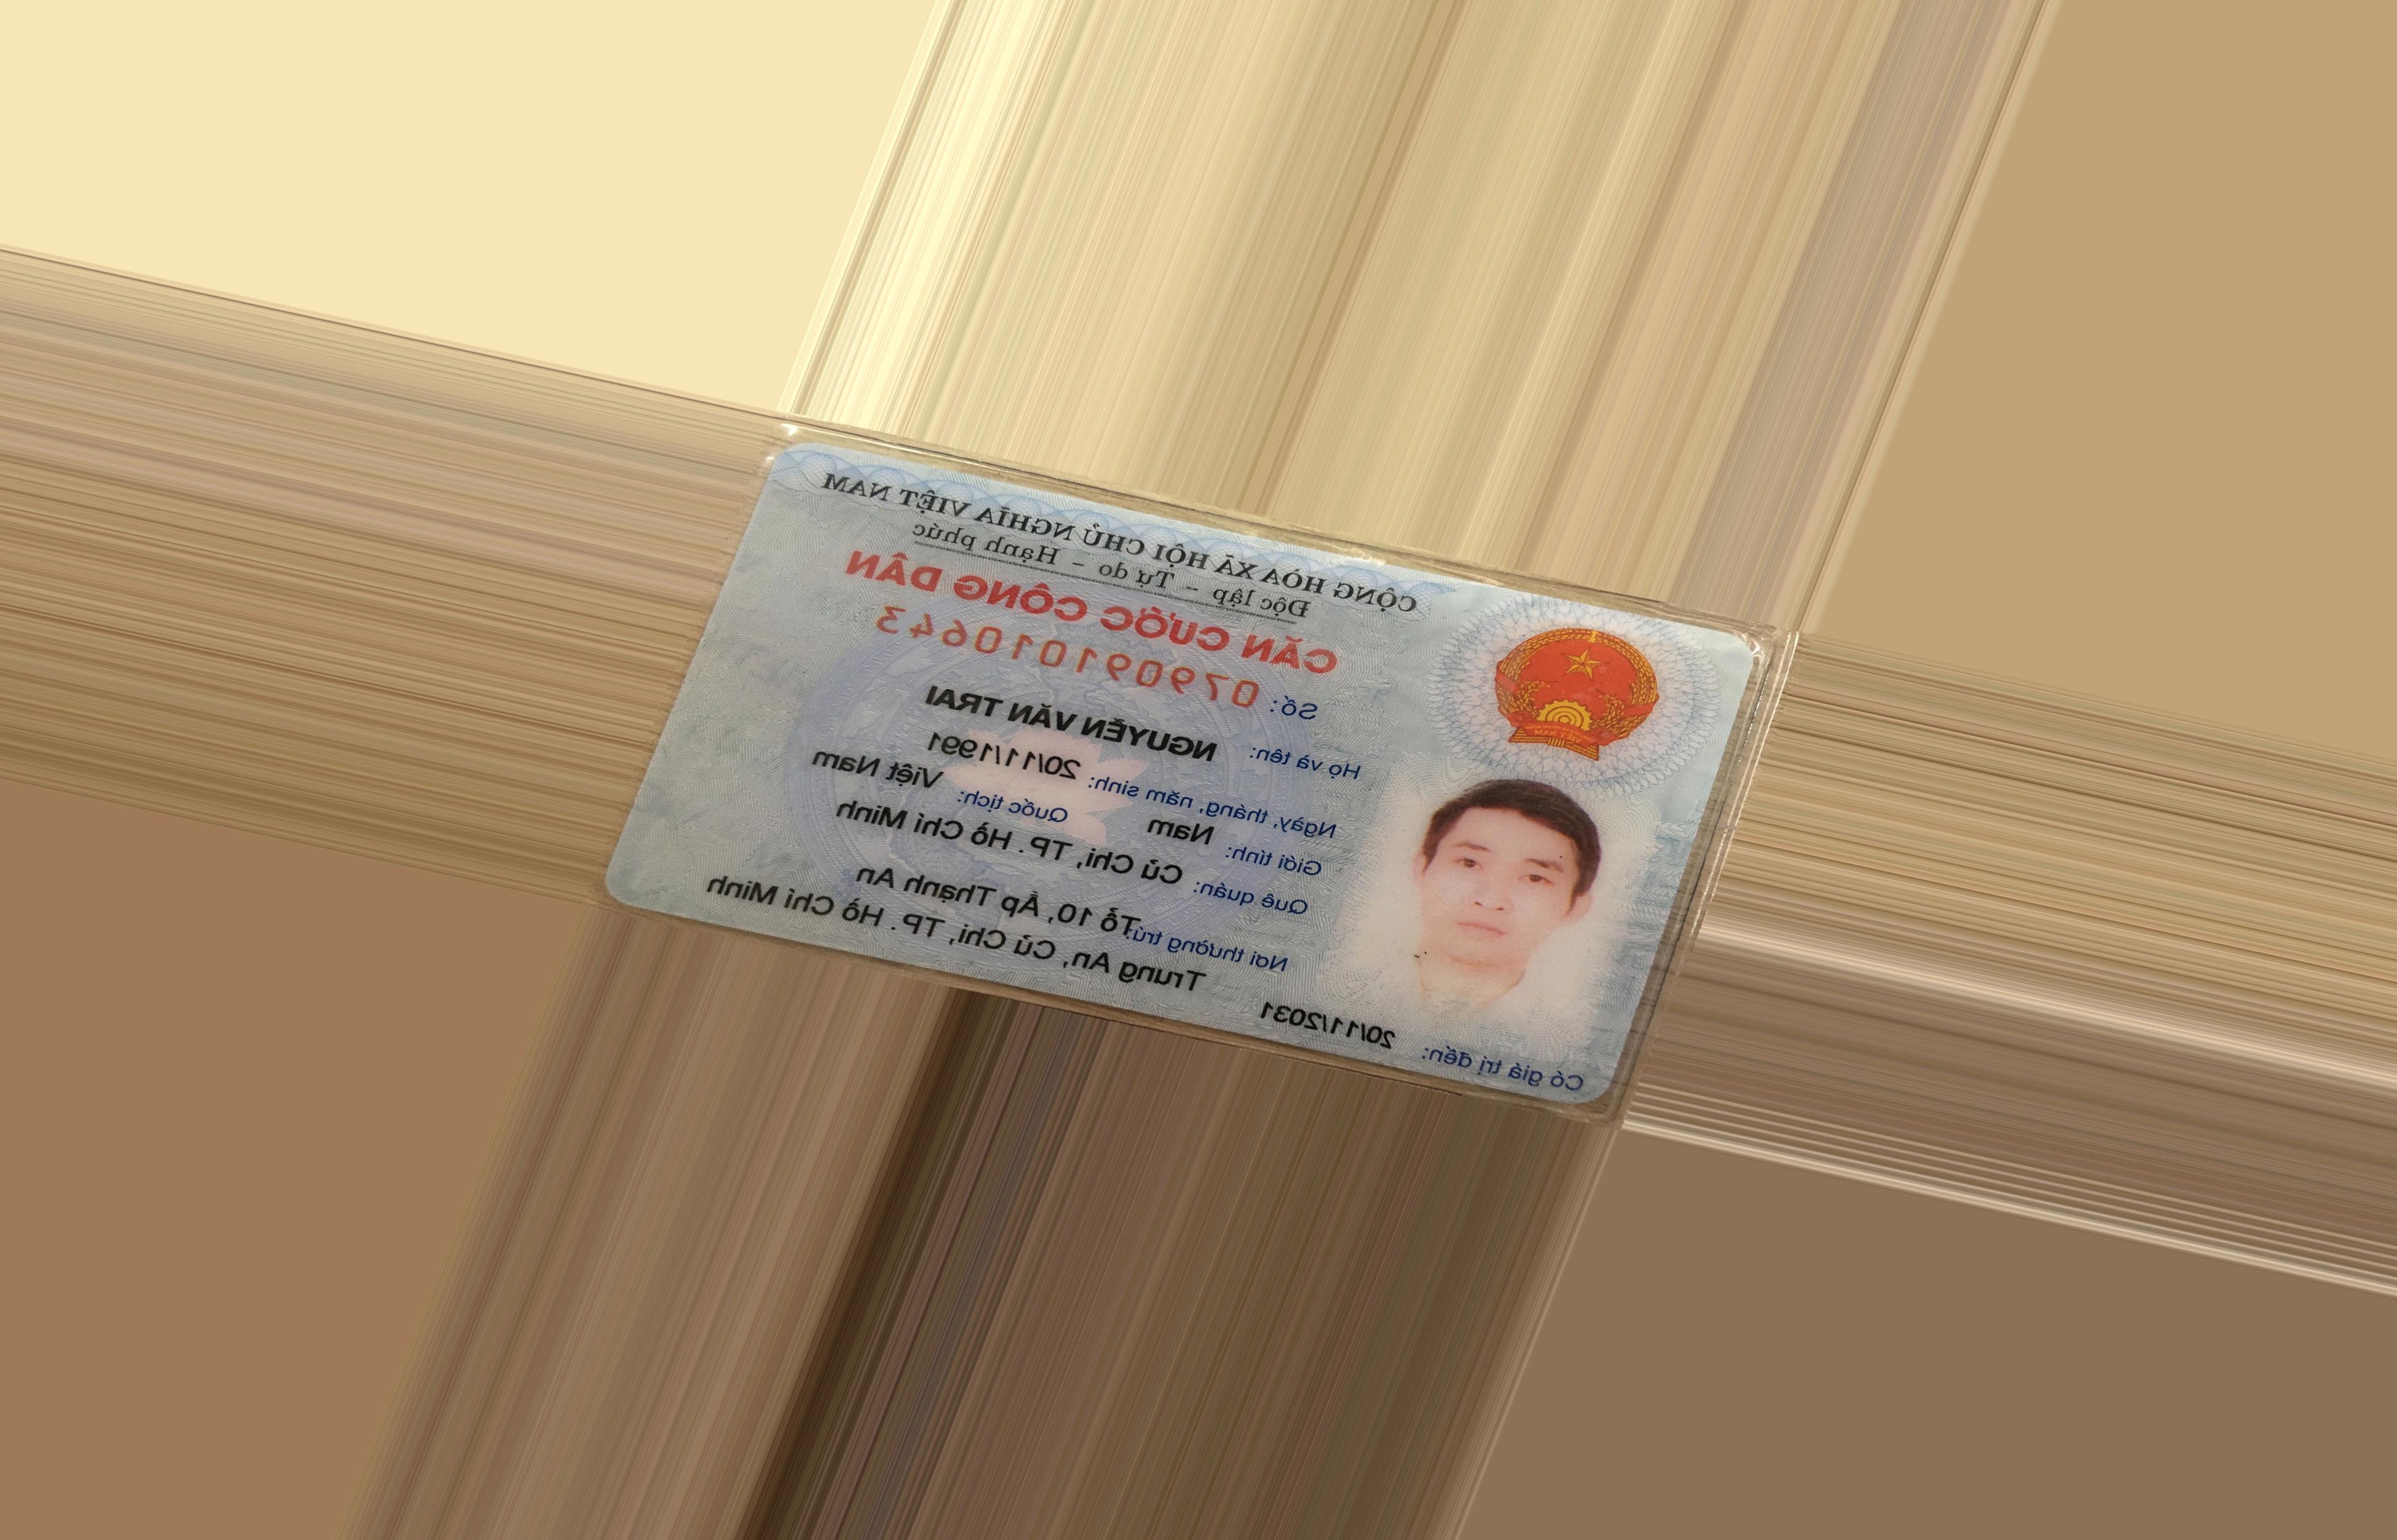 CỘNG HÒA XÃ HỘI CHỦ NGHĨA VIỆT NAM
Độc lập - Tự do - Hạnh phúc
CĂN CƯỚC CÔNG DÂN
Số: 079091010643
Họ và tên: NGUYỄN VĂN TRAI
Ngày, tháng, năm sinh: 20/11/1991
Giới tính: Nam Quốc tịch: Việt Nam
Quê quán: Củ Chi, TP. Hồ Chí Minh
Nơi thường trú: Tổ 10, Ấp Thạnh An
Trung An, Củ Chi, TP. Hồ Chí Minh
Có giá trị đến: 20/11/2031